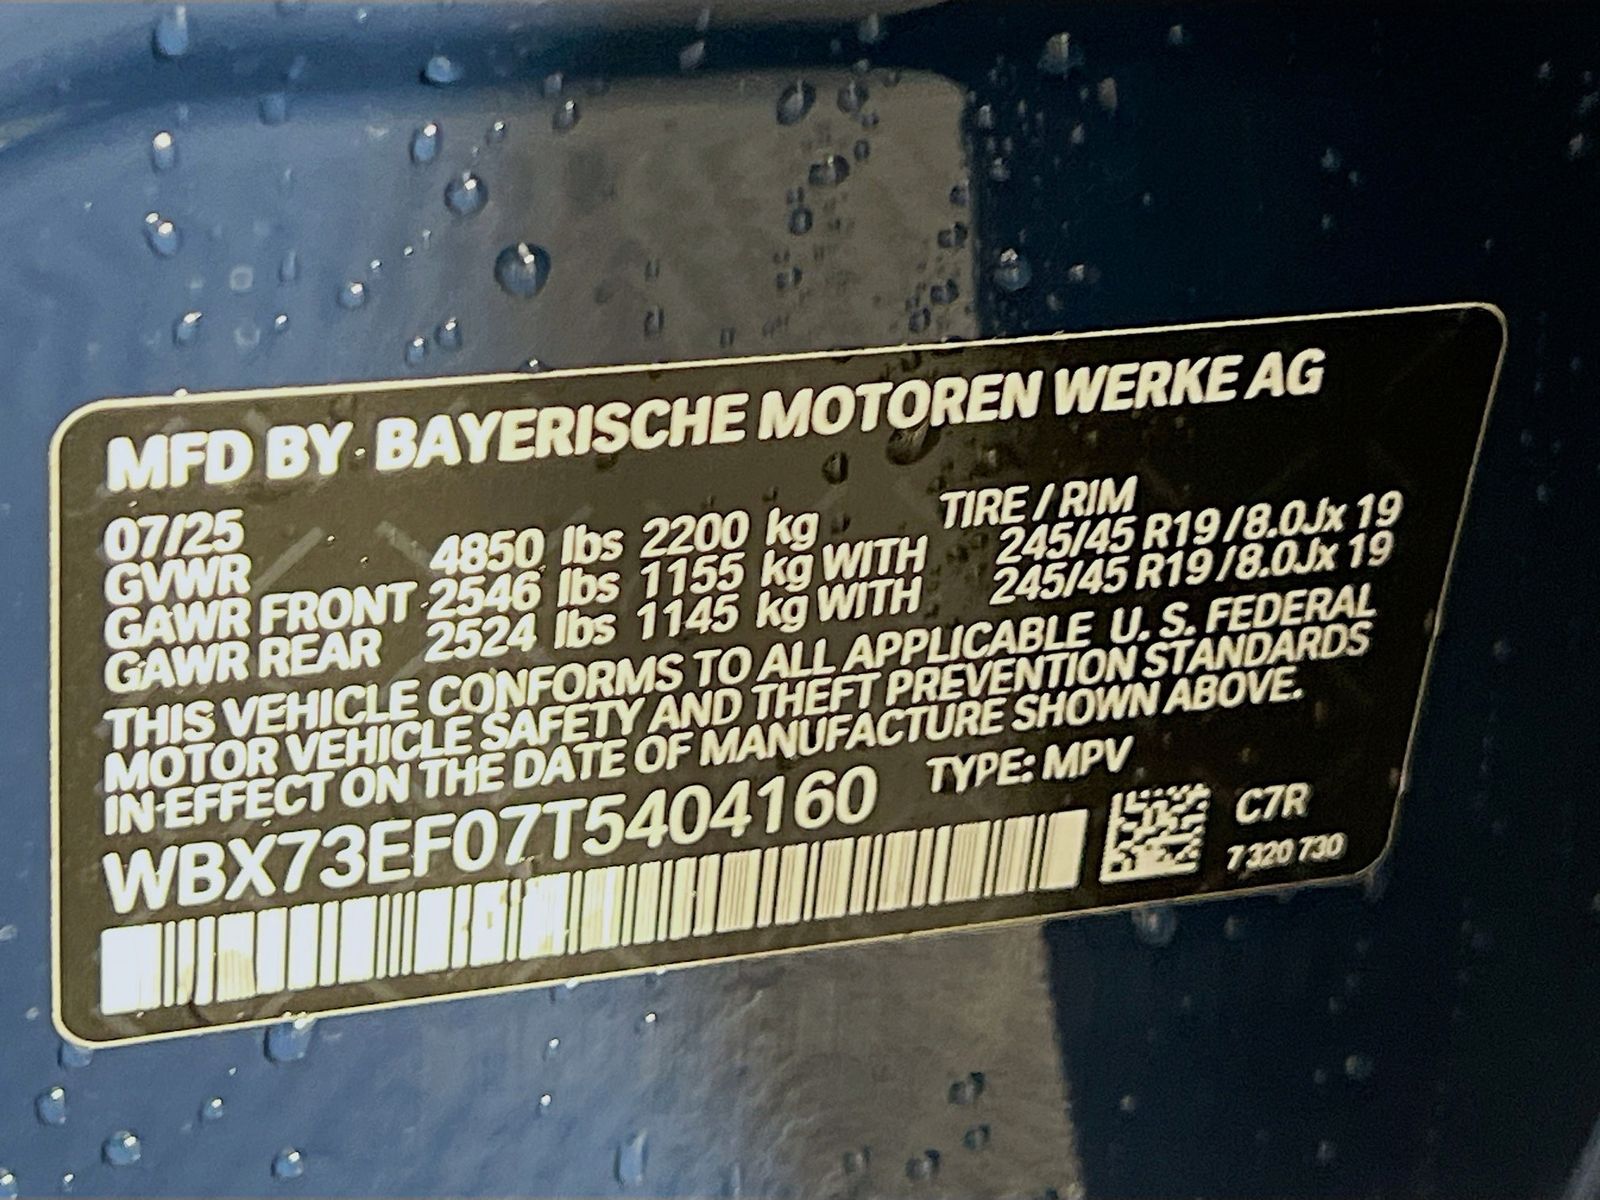 MFD BY BAYERISCHE MOTOREN WERKE AG
07/25 TIRE / RIM
GVWR 4850 lbs 2200 kg
GAWR FRONT 2546 lbs 1155 kg WITH 245/45 R19 /8.0Jx 19
GAWR REAR 2524 lbs 1145 kg WITH 245/45 R19 /8.0Jx 19
THIS VEHICLE CONFORMS TO ALL APPLICABLE U. S. FEDERAL
MOTOR VEHICLE SAFETY AND THEFT PREVENTION STANDARDS
IN EFFECT ON THE DATE OF MANUFACTURE SHOWN ABOVE.
WBX73EF07T5404160 TYPE: MPV
C7R
7 320 730